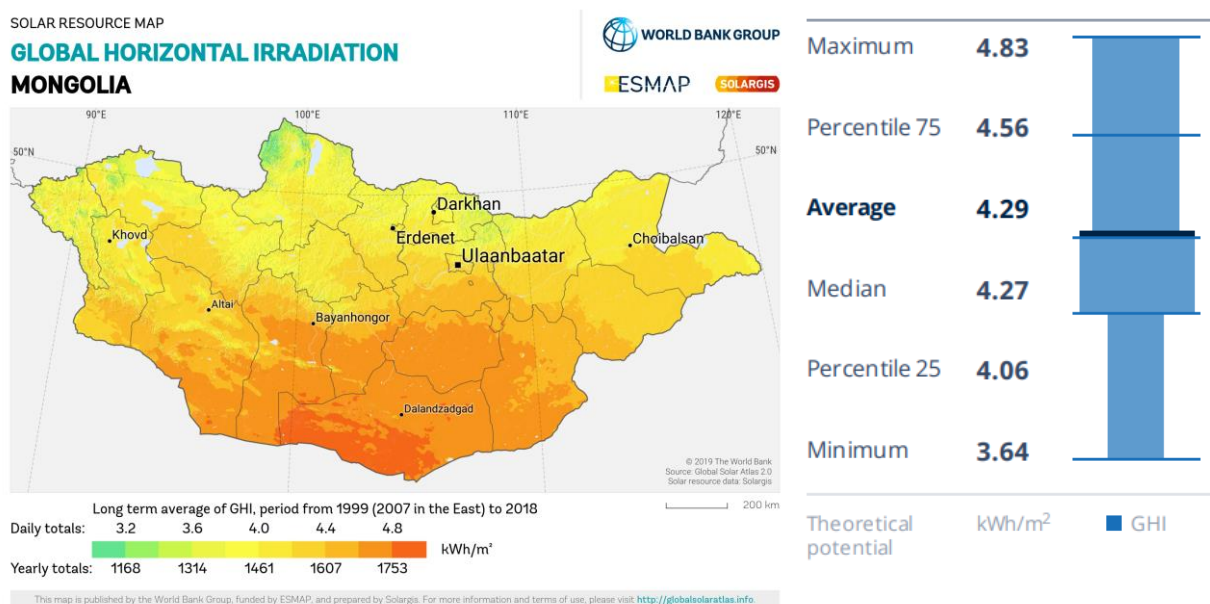 SOLAR RESOURCE MAP
GLOBAL HORIZONTAL IRRADIATION
MONGOLIA
WORLD BANK GROUP
ESMAP
SOLARGIS
90°E
100°E
110°E
120°E
50°N
50°N
Darkhan
Erdenet
Khovd
Choibalsan
Ulaanbaatar
Altai
Bayanhongor
Dalandzadgad
© 2019 The World Bank
Source: Global Solar Atlas 2.0
Solar resource data: Solargis
200 km
Long term average of GHI, period from 1999 (2007 in the East) to 2018
Daily totals: 3.2 3.6 4.0 4.4 4.8
kWh/m²
Yearly totals: 1168 1314 1461 1607 1753
This map is published by the World Bank Group, funded by ESMAP, and prepared by Solargis. For more information and terms of use, please visit http://globalsolaratlas.info.
Maximum 4.83
Percentile 75 4.56
Average 4.29
Median 4.27
Percentile 25 4.06
Minimum 3.64
Theoretical kWh/m² GHI
potential